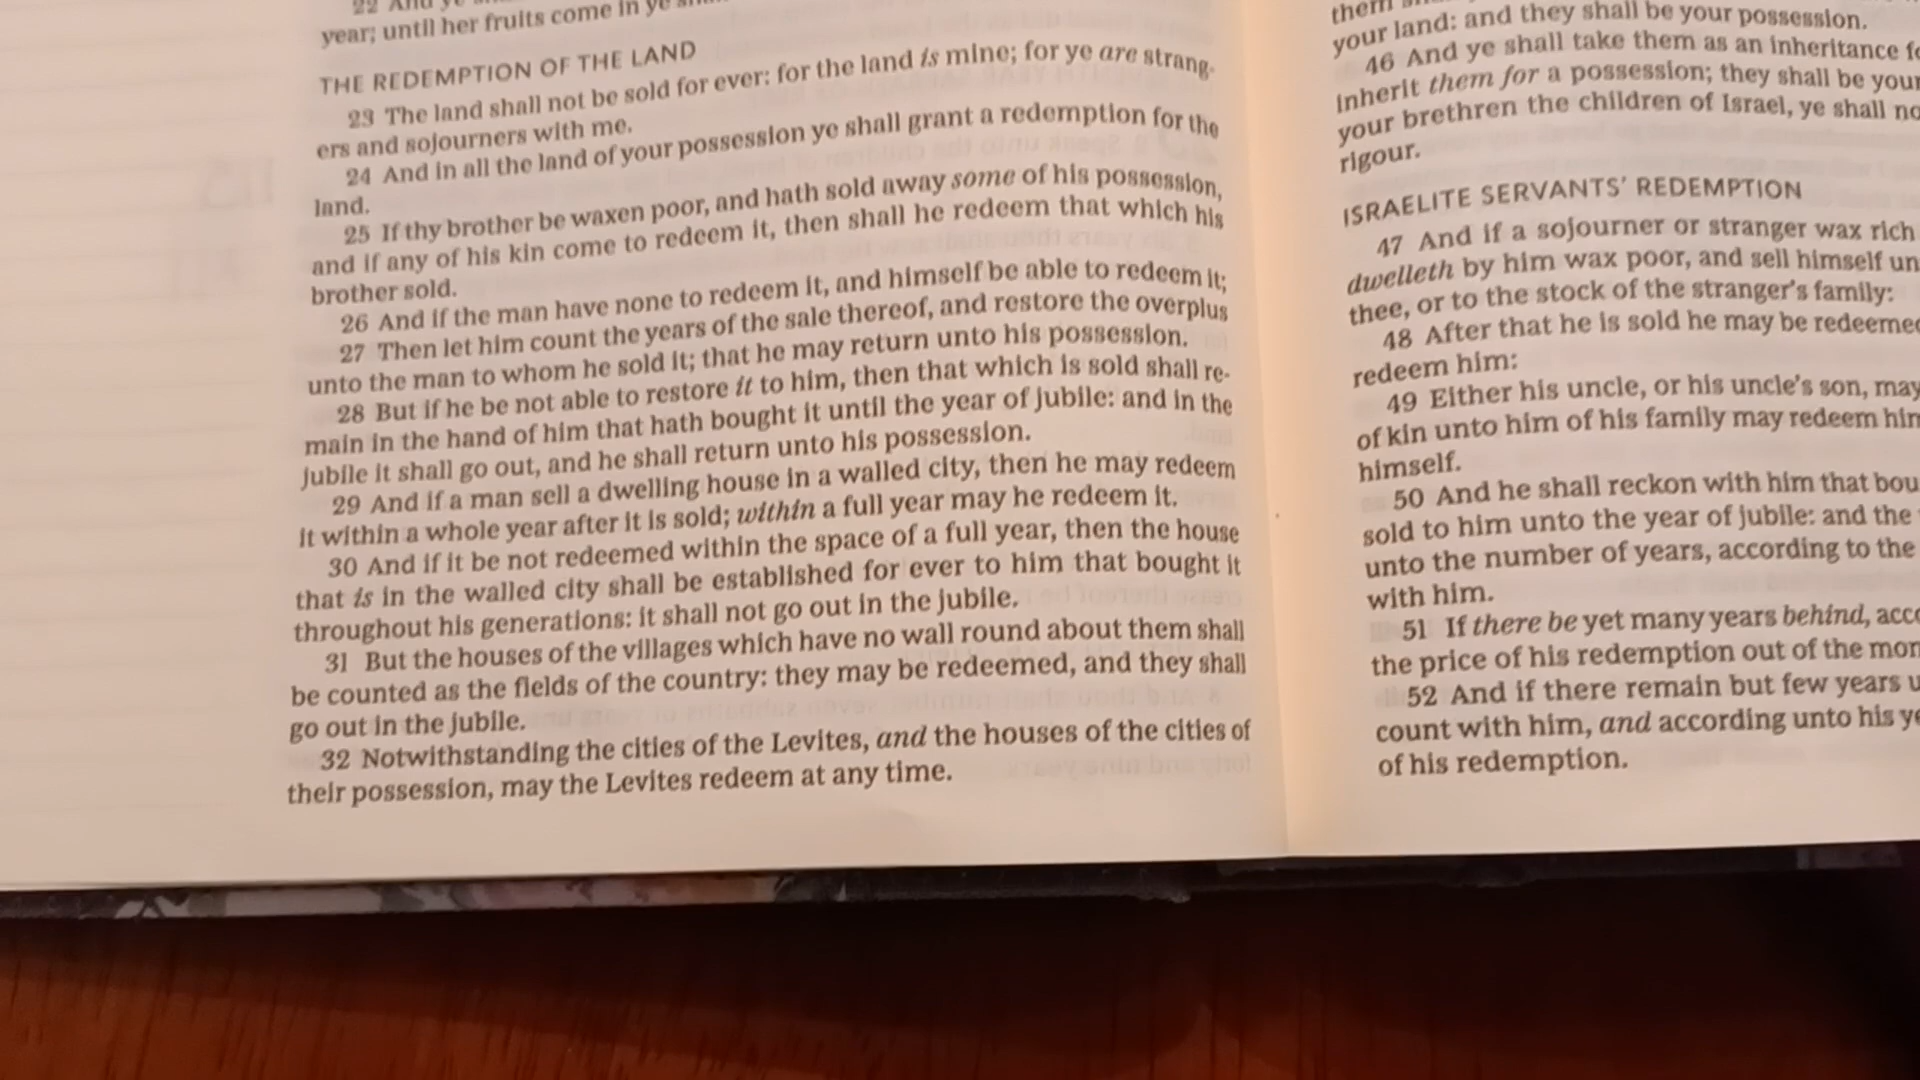 year; until her fruits come in ye
THE REDEMPTION OF THE LAND
23 The land shall not be sold for ever: for the land is mine; for ye are strang-
ers and sojourners with me.
24 And in all the land of your possession ye shall grant a redemption for the
land.
25 If thy brother be waxen poor, and hath sold away some of his possession,
and if any of his kin come to redeem it, then shall he redeem that which his
brother sold.
26 And if the man have none to redeem it, and himself be able to redeem it;
27 Then let him count the years of the sale thereof, and restore the overplus
unto the man to whom he sold it; that he may return unto his possession.
28 But if he be not able to restore it to him, then that which is sold shall re-
main in the hand of him that hath bought it until the year of jubile: and in the
jubile it shall go out, and he shall return unto his possession.
29 And if a man sell a dwelling house in a walled city, then he may redeem
it within a whole year after it is sold; within a full year may he redeem it.
30 And if it be not redeemed within the space of a full year, then the house
that is in the walled city shall be established for ever to him that bought it
throughout his generations: it shall not go out in the jubile.
31 But the houses of the villages which have no wall round about them shall
be counted as the fields of the country: they may be redeemed, and they shall
go out in the jubile.
32 Notwithstanding the cities of the Levites, and the houses of the cities of
their possession, may the Levites redeem at any time.
them
your land: and they shall be your possession.
46 And ye shall take them as an inheritance
inherit them for a possession; they shall be your
your brethren the children of Israel, ye shall
rigour.
ISRAELITE SERVANTS' REDEMPTION
47 And if a sojourner or stranger wax rich
dwelleth by him wax poor, and sell himself
thee, or to the stock of the stranger's family:
48 After that he is sold he may be
redeem him:
49 Either his uncle, or his uncle's son, may
of kin unto him of his family may redeem
himself.
50 And he shall reckon with him that
sold to him unto the year of jubile: and the
unto the number of years, according to the
with him.
51 If there be yet many years behind,
the price of his redemption out of the
52 And if there remain but few years
count with him, and according unto his
of his redemption.